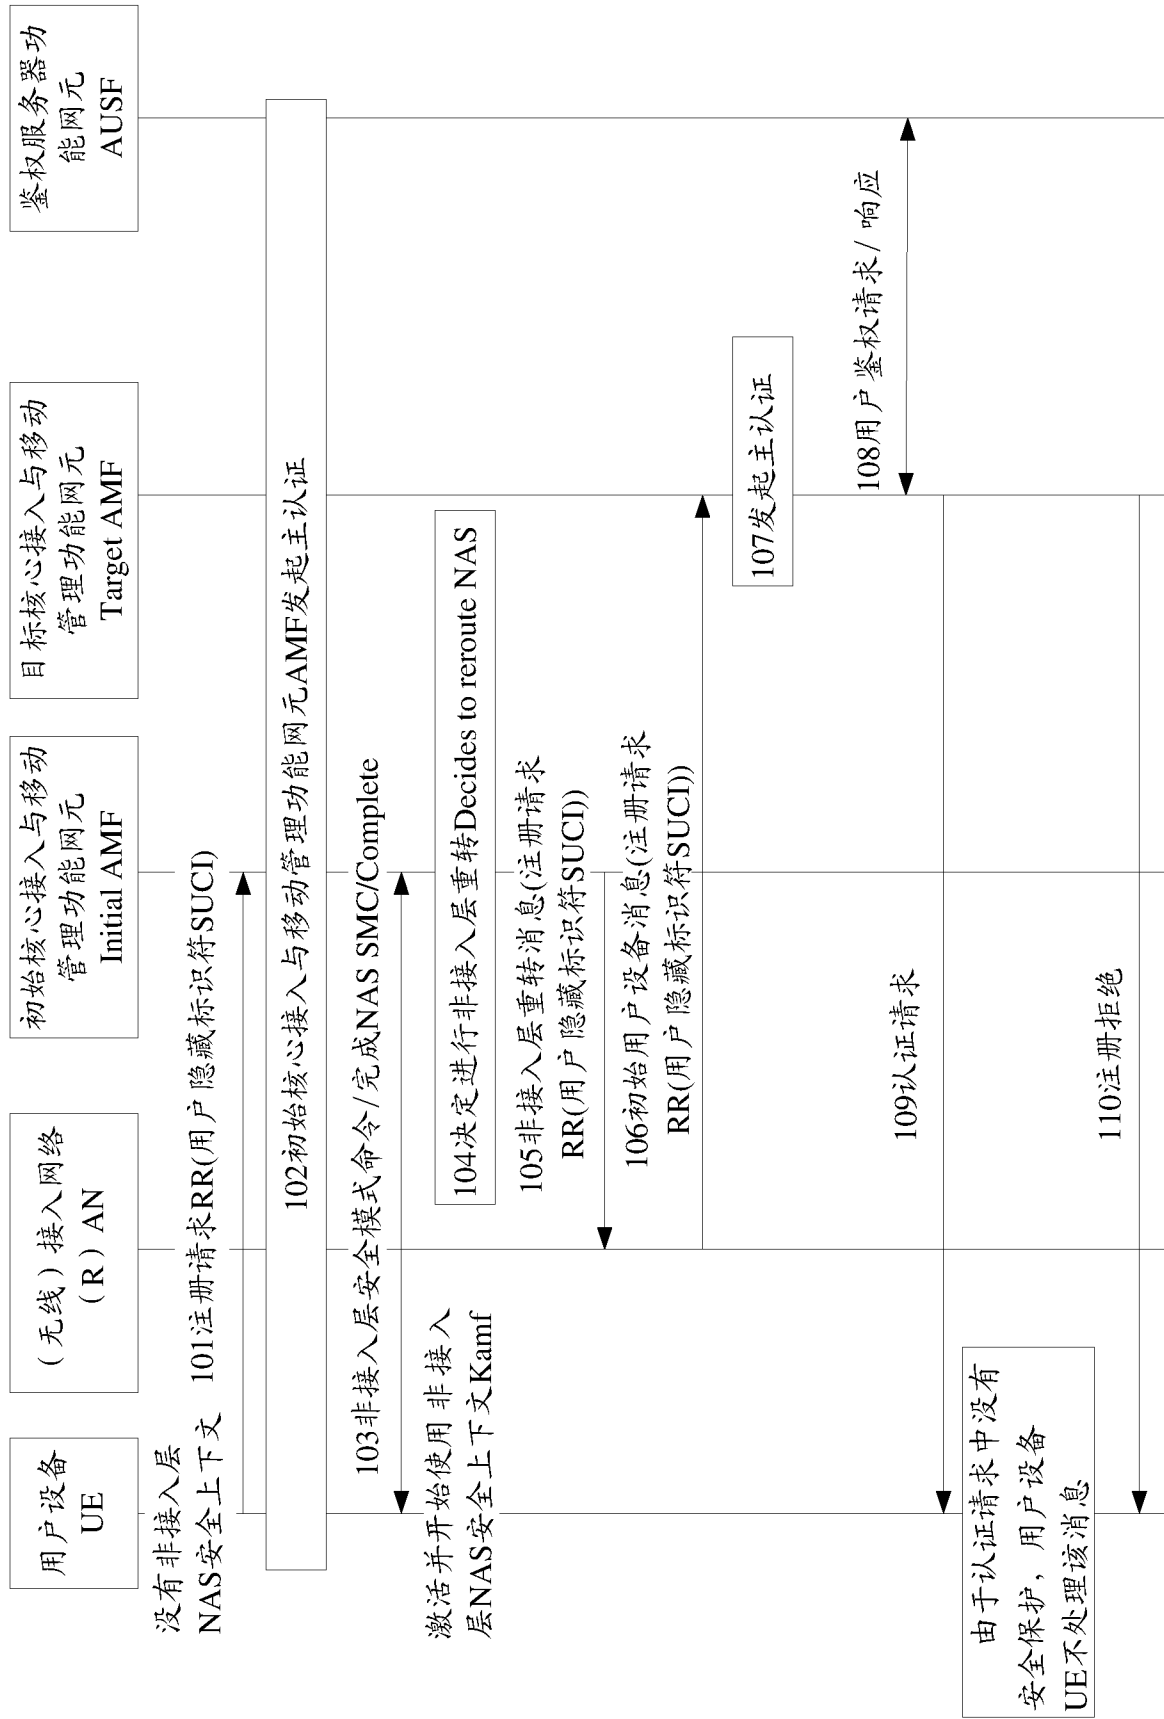 用户设备
UE
（无线）接入网络
（R）AN
初始核心接入与移动
管理功能网元
Initial AMF
目标核心接入与移动
管理功能网元
Target AMF
鉴权服务器功
能网元
AUSF
没有非接入层
NAS安全上下文
101注册请求RR(用户隐藏标识符SUCI)
102初始核心接入与移动管理功能网元AMF发起主认证
103非接入层安全模式命令/完成NAS SMC/Complete
激活并开始使用非接入
层NAS安全上下文Kamf
104决定进行非接入层重转Decides to reroute NAS
105非接入层重转消息(注册请求
RR(用户隐藏标识符SUCI))
106初始用户设备消息(注册请求
RR(用户隐藏标识符SUCI))
107发起主认证
108用户鉴权请求/响应
109认证请求
由于认证请求中没有
安全保护，用户设备
UE不处理该消息
110注册拒绝